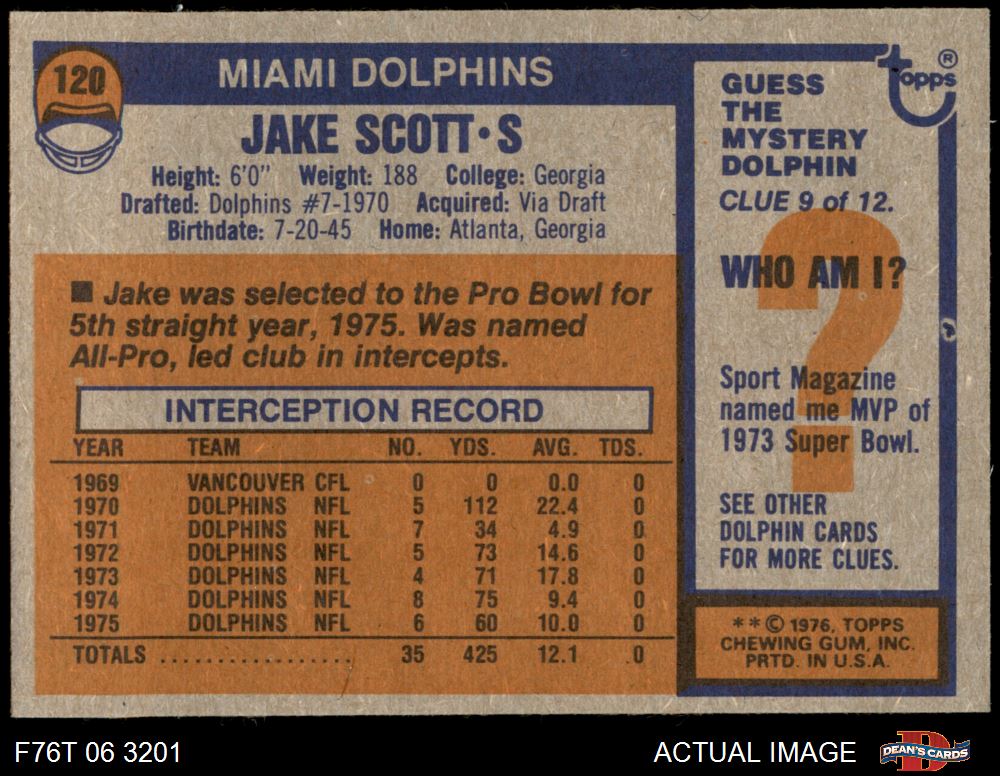 120
MIAMI DOLPHINS
JAKE SCOTT•S
Height: 6'0" Weight: 188 College: Georgia
Drafted: Dolphins #7-1970 Acquired: Via Draft
Birthdate: 7-20-45 Home: Atlanta, Georgia
■ Jake was selected to the Pro Bowl for
5th straight year, 1975. Was named
All-Pro, led club in intercepts.
INTERCEPTION RECORD
YEAR TEAM NO. YDS. AVG. TDS.
1969 VANCOUVER CFL 0 0 0.0 0
1970 DOLPHINS NFL 5 112 22.4 0
1971 DOLPHINS NFL 7 34 4.9 0
1972 DOLPHINS NFL 5 73 14.6 0
1973 DOLPHINS NFL 4 71 17.8 0
1974 DOLPHINS NFL 8 75 9.4 0
1975 DOLPHINS NFL 6 60 10.0 0
TOTALS .................. 35 425 12.1 0
topps®
GUESS
THE
MYSTERY
DOLPHIN
CLUE 9 of 12.
?
WHO AM I?
Sport Magazine
named me MVP of
1973 Super Bowl.
SEE OTHER
DOLPHIN CARDS
FOR MORE CLUES.
**© 1976, TOPPS
CHEWING GUM, INC.
PRTD. IN U.S.A.
F76T 06 3201
ACTUAL IMAGE
D
DEAN'S CARDS